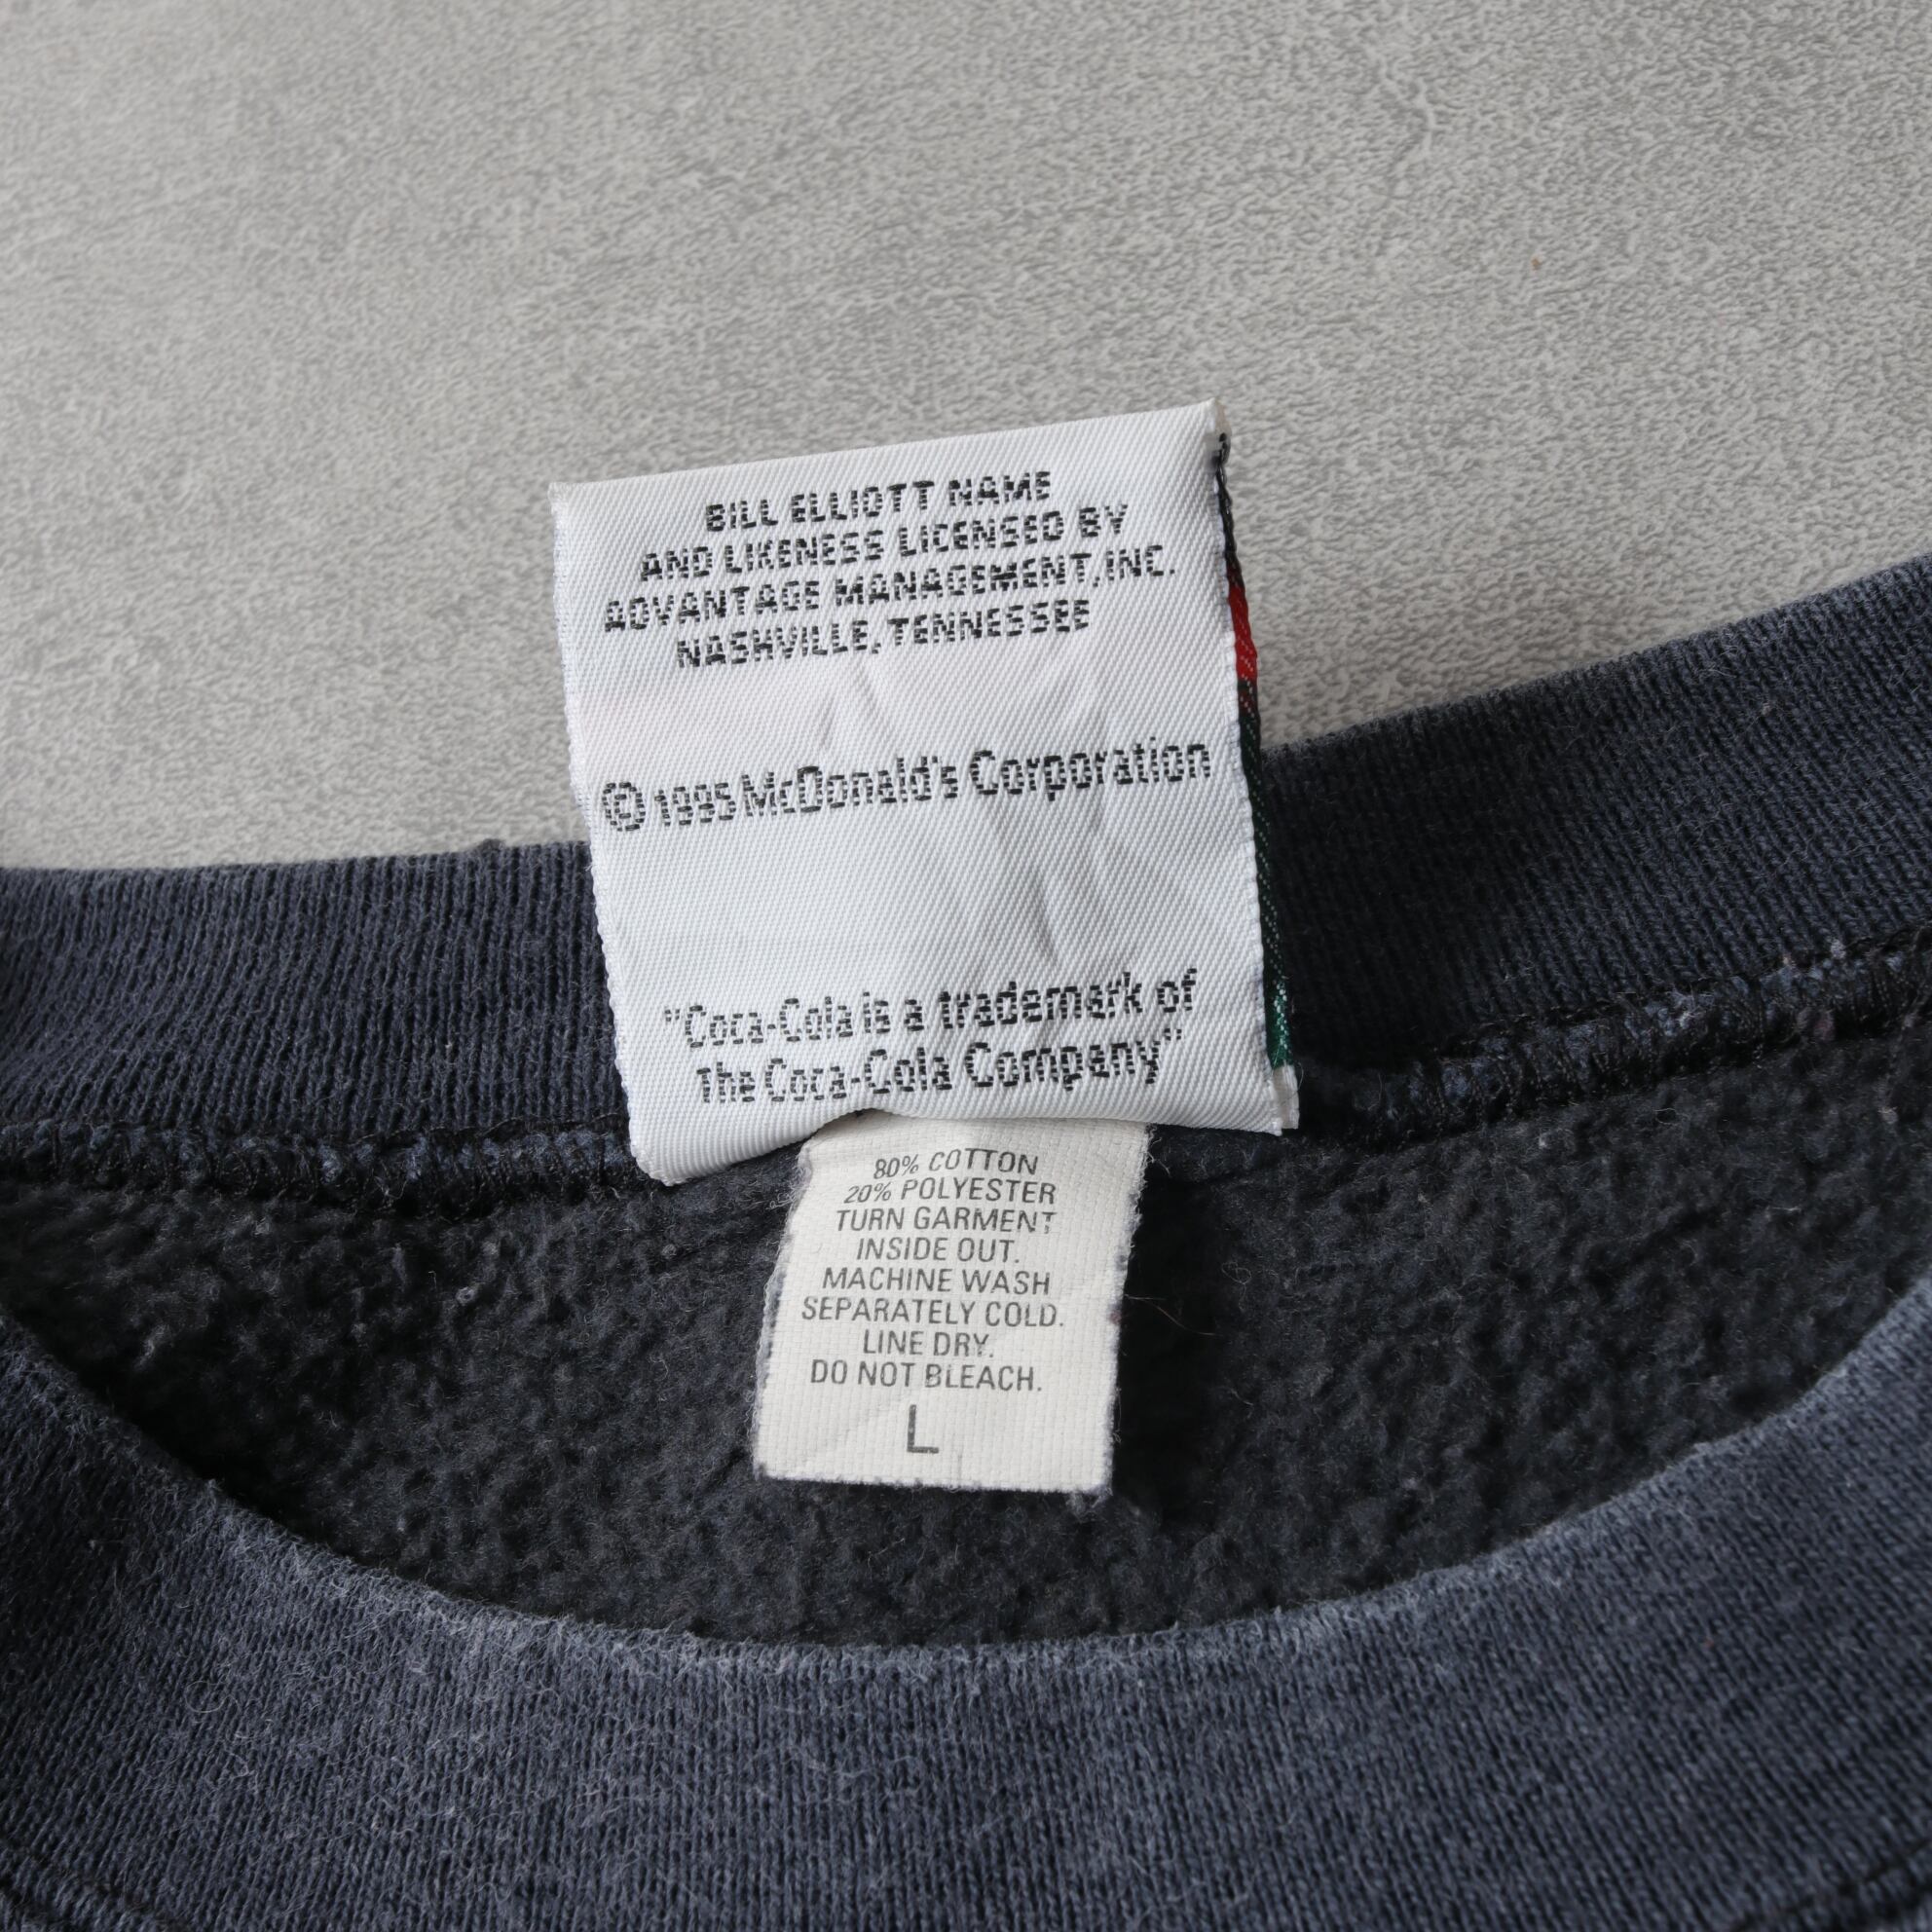 BILL ELLIOTT NAME
AND LIKENESS LICENSED BY
ADVANTAGE MANAGEMENT, INC.
NASHVILLE, TENNESSEE
© 1995 McDonald's Corporation
"Coca-Cola is a trademark of
The Coca-Cola Company"
80% COTTON
20% POLYESTER
TURN GARMENT
INSIDE OUT.
MACHINE WASH
SEPARATELY COLD.
LINE DRY.
DO NOT BLEACH.
L